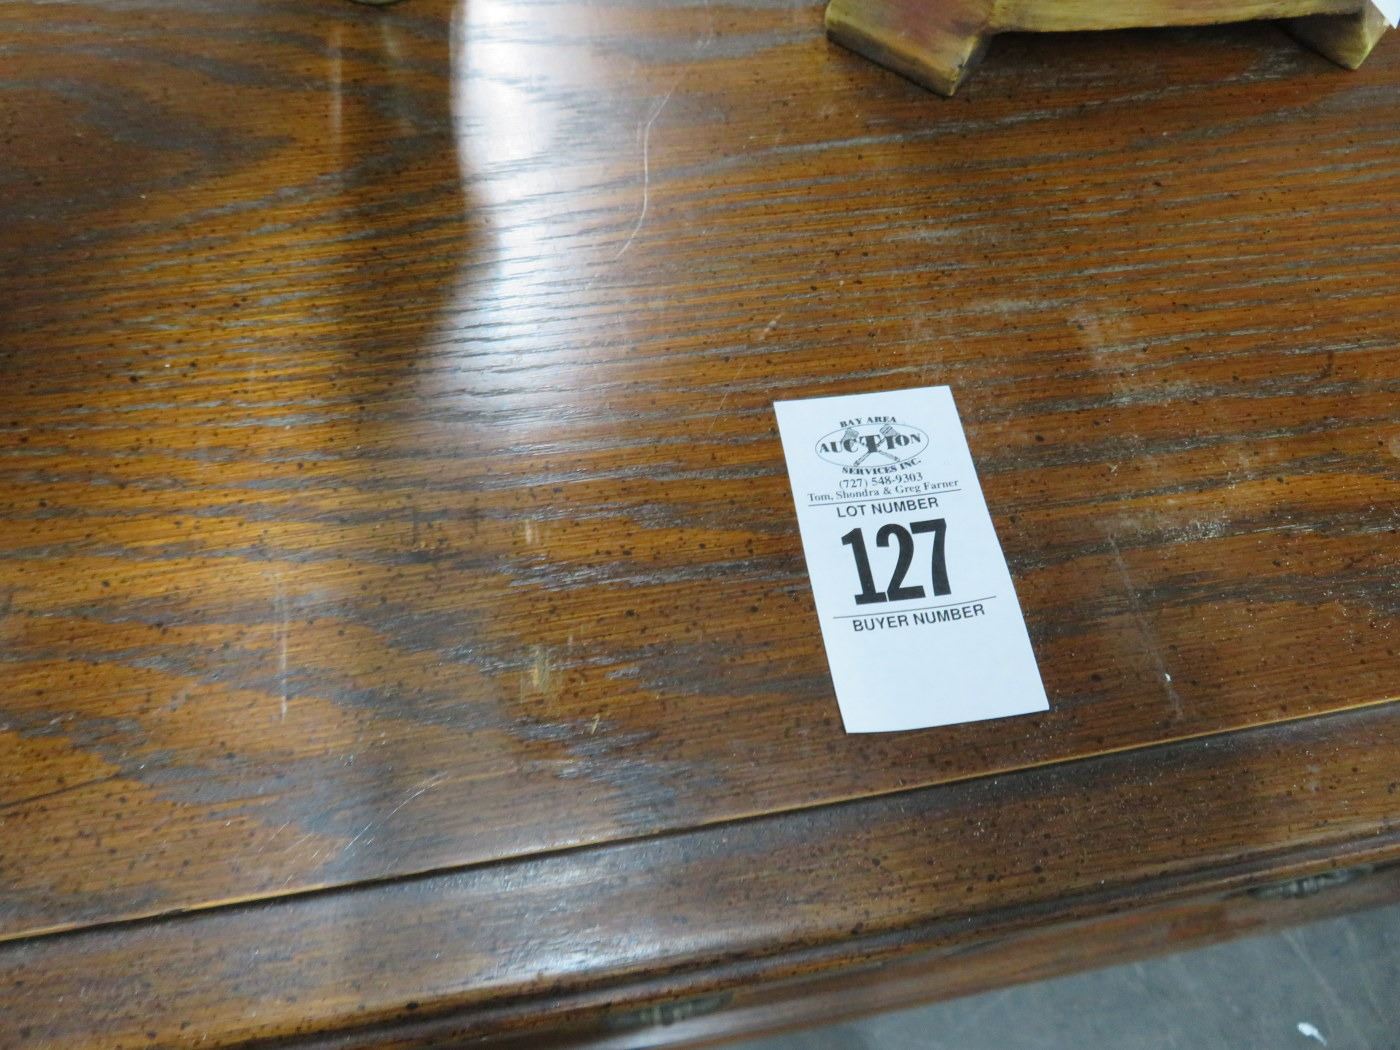 BAY AREA
AUCTION
SERVICES INC.
(727) 548-9303
Tom, Shondra & Greg Farner
LOT NUMBER
127
BUYER NUMBER